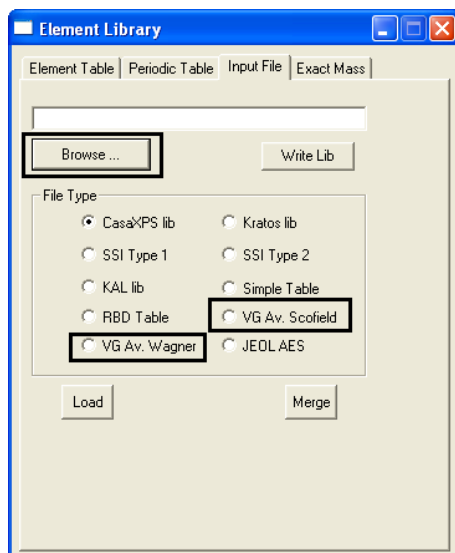 Element Library
Element Table Periodic Table Input File Exact Mass
Browse ... Write Lib
File Type
CasaXPS lib Kratos lib
SSI Type 1 SSI Type 2
KAL lib Simple Table
RBD Table VG Av. Scofield
VG Av. Wagner JEOL AES
Load Merge